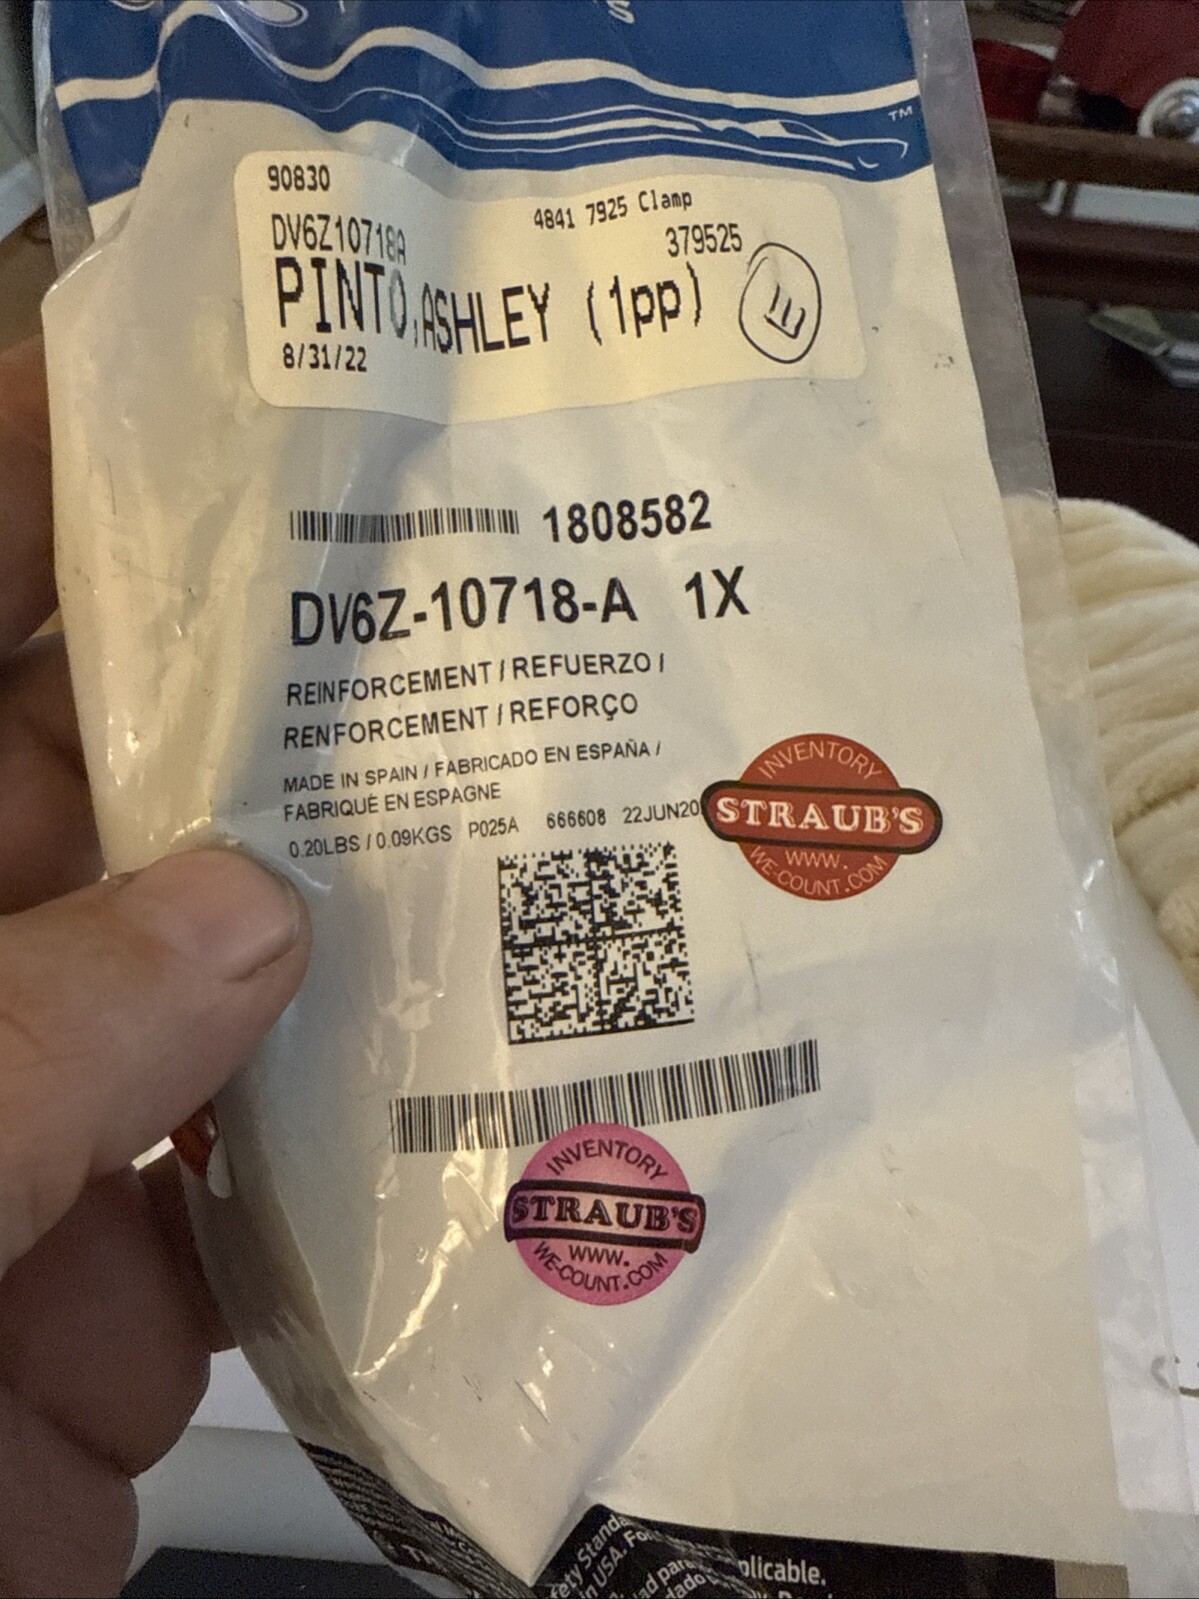 S
TM
90830
4841 7925 Clamp
DV6Z10718A
379525
PINTO,ASHLEY (1pp)
E
8/31/22
1808582
DV6Z-10718-A 1X
REINFORCEMENT / REFUERZO /
RENFORCEMENT / REFORÇO
MADE IN SPAIN / FABRICADO EN ESPAÑA /
FABRIQUÉ EN ESPAGNE
0.20LBS / 0.09KGS P025A 666608 22JUN20
INVENTORY
STRAUB'S
WWW.
WE-COUNT.COM
INVENTORY
STRAUB'S
WWW.
WE-COUNT.COM
plicable.